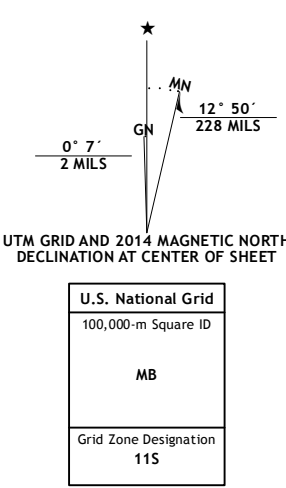 ★
MN
12° 50´
228 MILS
GN
0° 7´
2 MILS
UTM GRID AND 2014 MAGNETIC NORTH
DECLINATION AT CENTER OF SHEET
U.S. National Grid
100,000-m Square ID
MB
Grid Zone Designation
11S